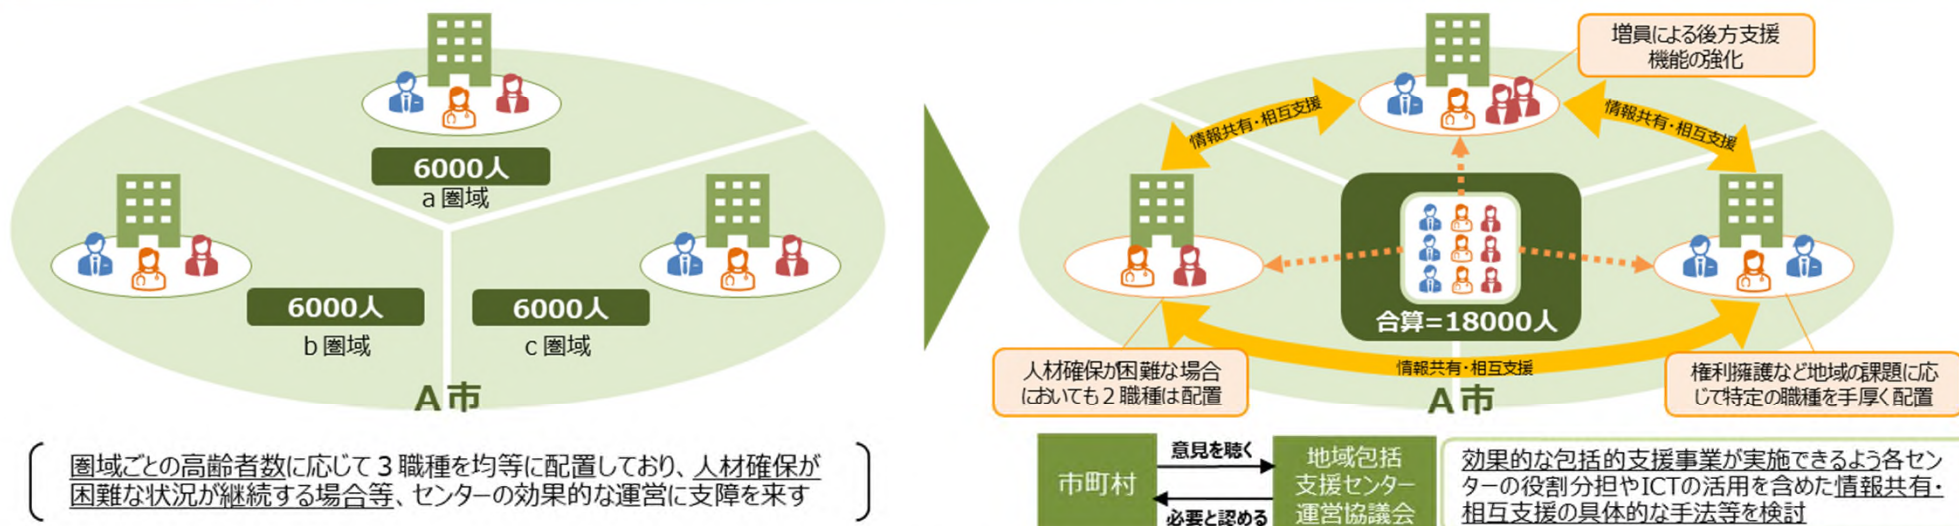 6000人
a圏域
6000人
b圏域
6000人
c圏域
A市
圏域ごとの高齢者数に応じて3職種を均等に配置しており、人材確保が
困難な状況が継続する場合等、センターの効果的な運営に支障を来す
増員による後方支援
機能の強化
情報共有・相互支援
情報共有・相互支援
合算=18000人
情報共有・相互支援
人材確保が困難な場合
においても2職種は配置
権利擁護など地域の課題に応
じて特定の職種を手厚く配置
A市
市町村
意見を聴く
必要と認める
地域包括
支援センター
運営協議会
効果的な包括的支援事業が実施できるよう各セン
ターの役割分担やICTの活用を含めた情報共有・
相互支援の具体的な手法等を検討